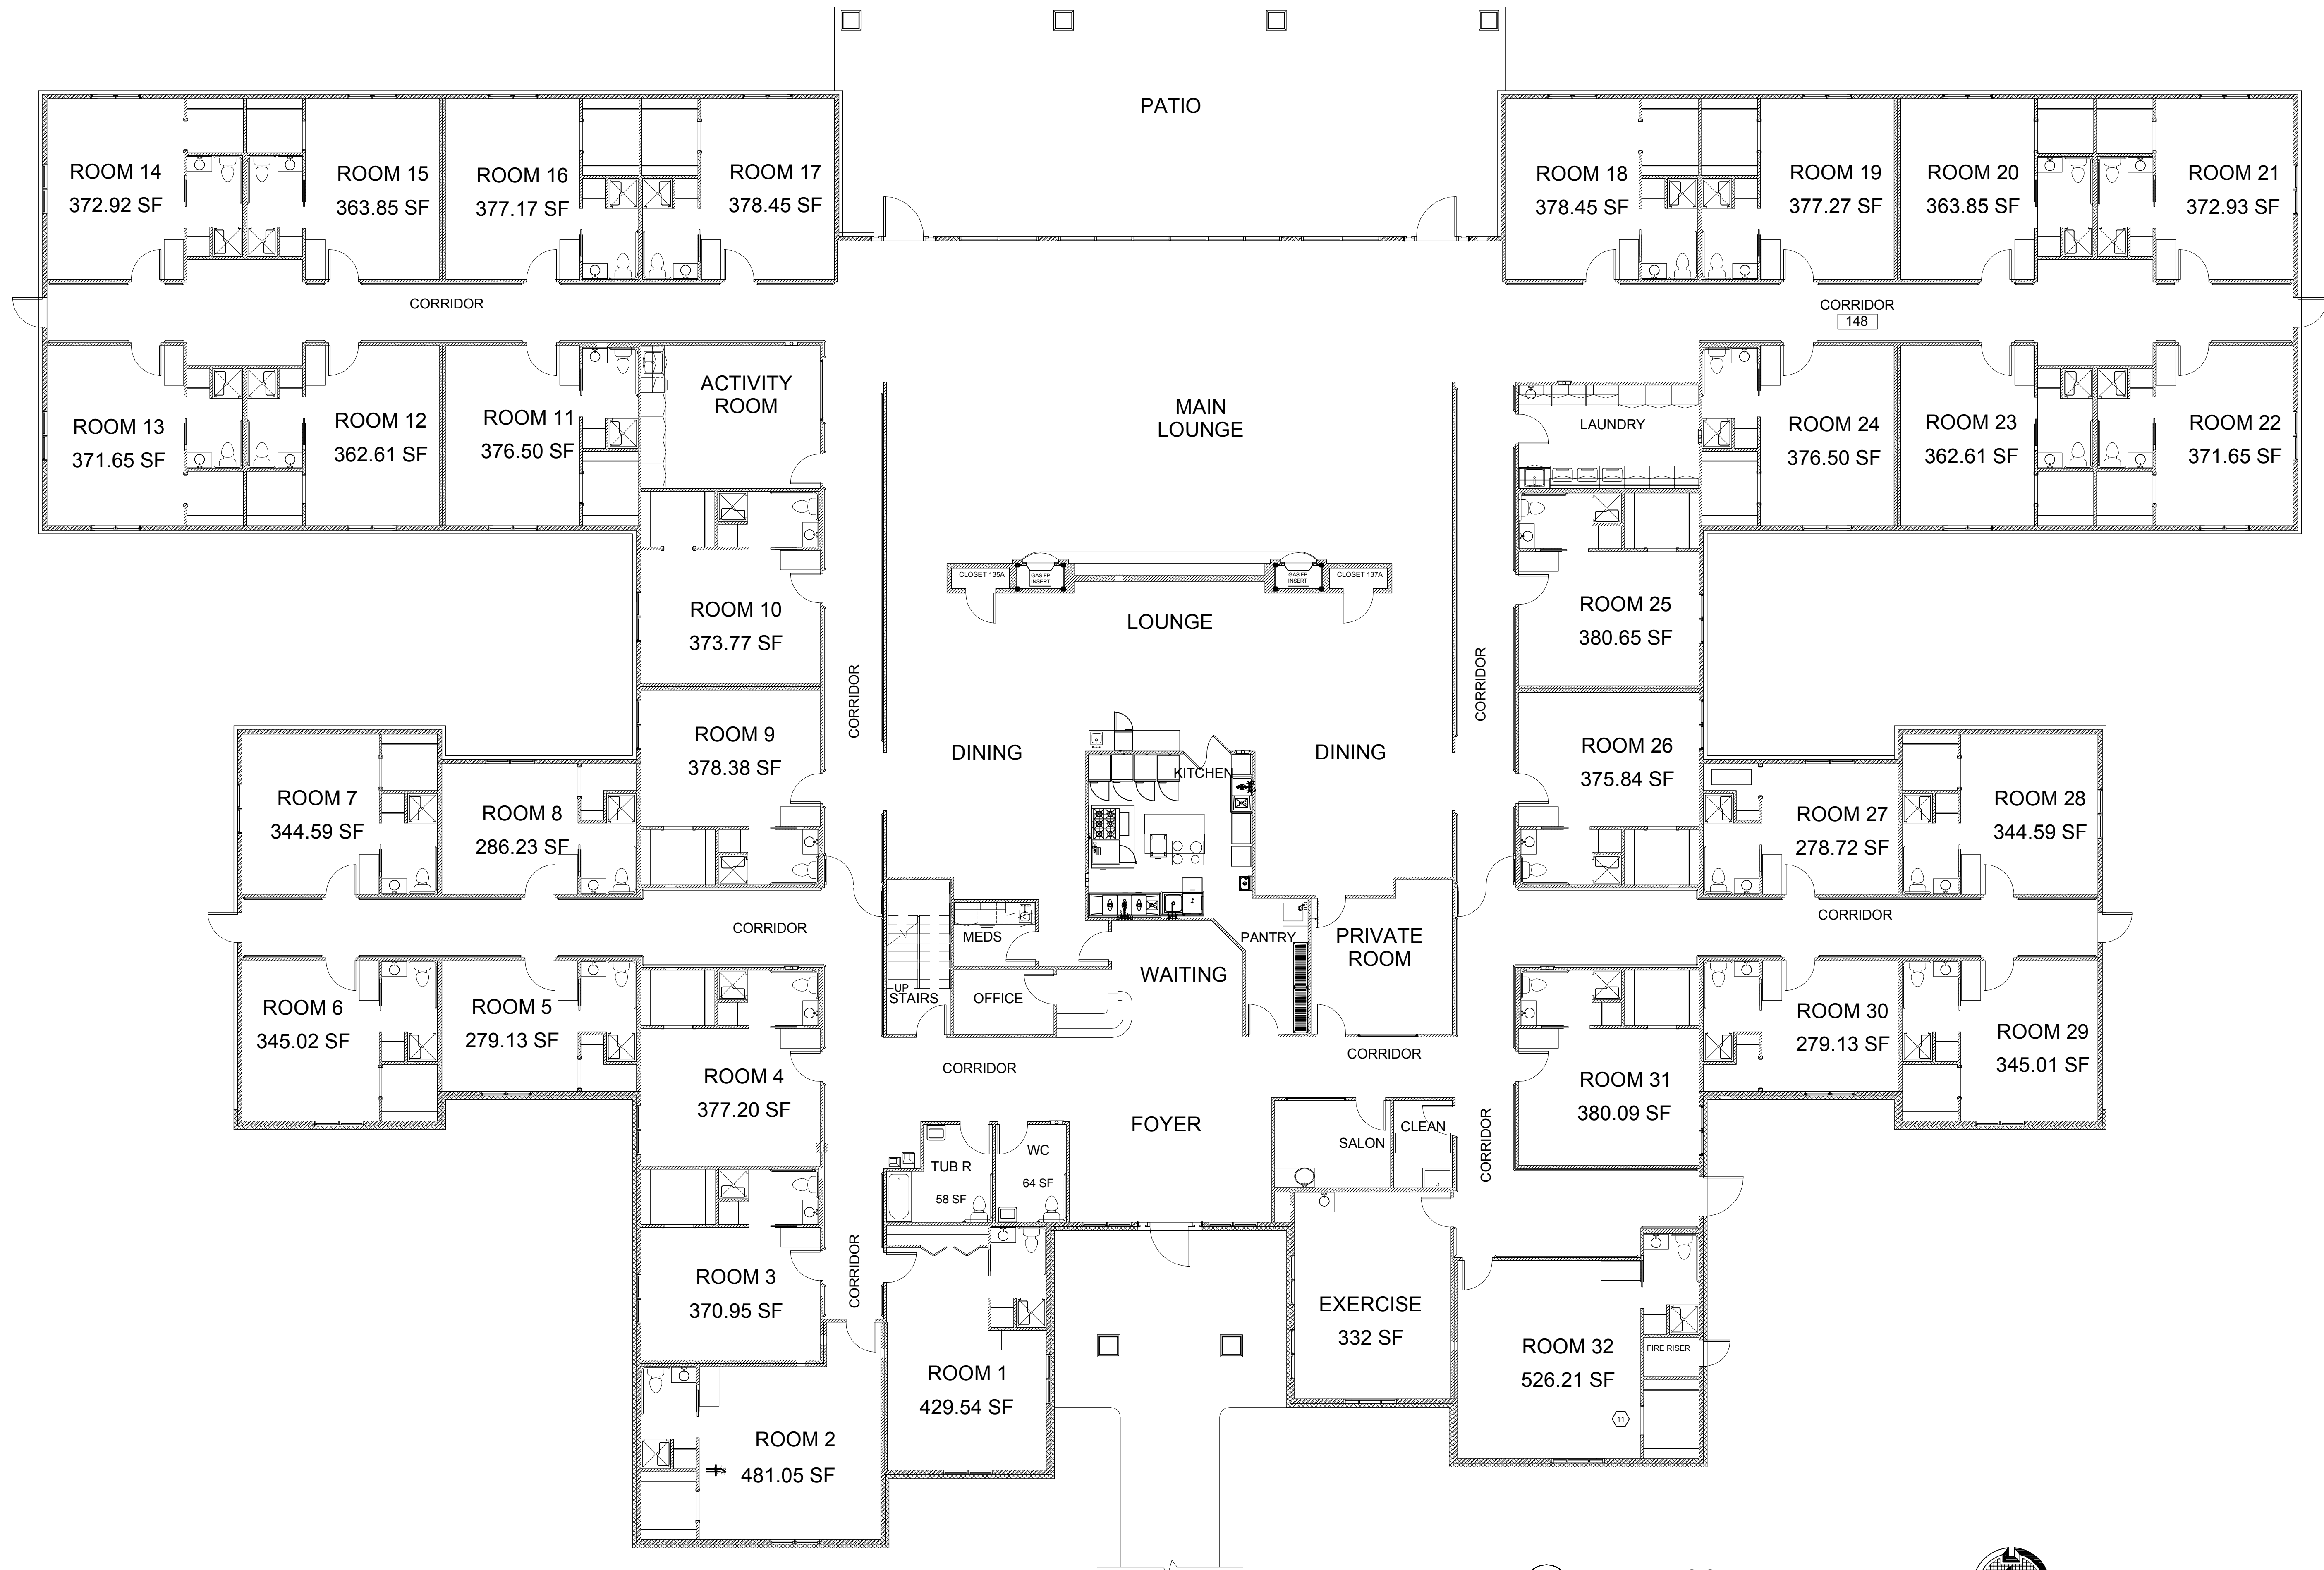 PATIO
ROOM 14
372.92 SF
ROOM 15
363.85 SF
ROOM 16
377.17 SF
ROOM 17
378.45 SF
ROOM 18
378.45 SF
ROOM 19
377.27 SF
ROOM 20
363.85 SF
ROOM 21
372.93 SF
CORRIDOR
CORRIDOR
148
ROOM 13
371.65 SF
ROOM 12
362.61 SF
ROOM 11
376.50 SF
ACTIVITY
ROOM
MAIN
LOUNGE
LAUNDRY
ROOM 24
376.50 SF
ROOM 23
362.61 SF
ROOM 22
371.65 SF
CLOSET 135A
GAS FP
INSERT
GAS FP
INSERT
CLOSET 137A
ROOM 10
373.77 SF
LOUNGE
ROOM 25
380.65 SF
CORRIDOR
CORRIDOR
ROOM 9
378.38 SF
DINING
KITCHEN
DINING
ROOM 26
375.84 SF
ROOM 7
344.59 SF
ROOM 8
286.23 SF
ROOM 27
278.72 SF
ROOM 28
344.59 SF
CORRIDOR
MEDS
PANTRY
PRIVATE
ROOM
CORRIDOR
WAITING
UP
STAIRS
OFFICE
ROOM 6
345.02 SF
ROOM 5
279.13 SF
ROOM 30
279.13 SF
ROOM 29
345.01 SF
CORRIDOR
CORRIDOR
ROOM 4
377.20 SF
ROOM 31
380.09 SF
FOYER
SALON
CLEAN
CORRIDOR
TUB R
58 SF
WC
64 SF
ROOM 3
370.95 SF
CORRIDOR
EXERCISE
332 SF
ROOM 1
429.54 SF
ROOM 32
526.21 SF
FIRE RISER
11
ROOM 2
481.05 SF
MAIN FLOOR PLAN